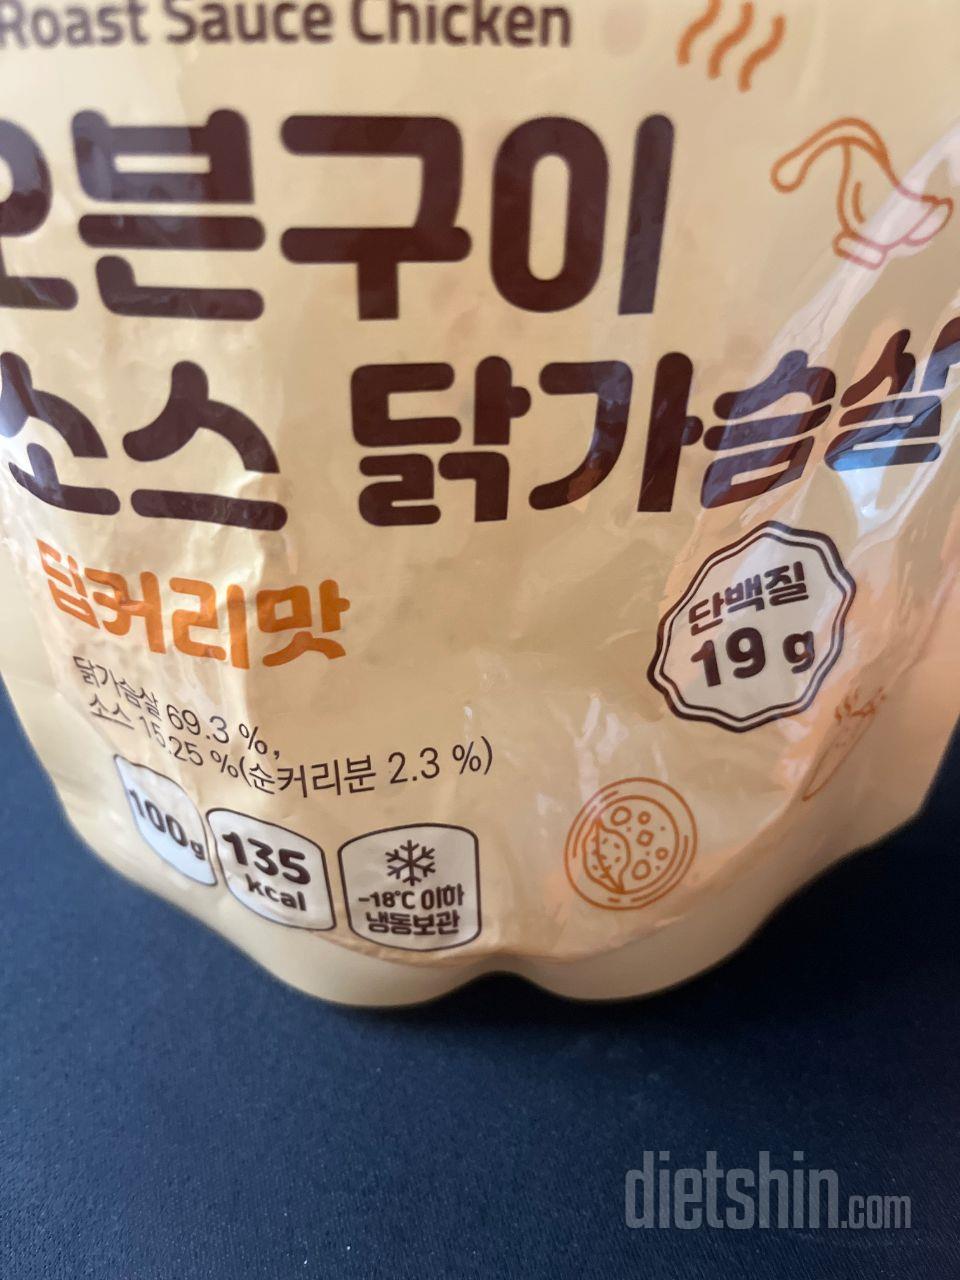 Roast Sauce Chicken
오븐구이
소스 닭가슴살
딥커리맛
단백질
19 g
닭가슴살 69.3 %,
소스 15.25 %(순커리분 2.3 %)
100g
135
kcal
-18℃ 이하
냉동보관
dietshin.com